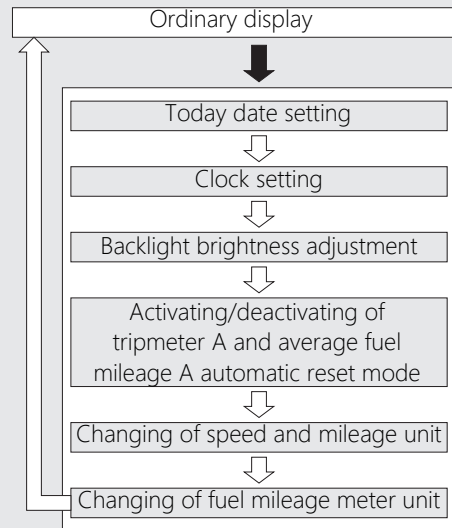 Ordinary display
Today date setting
Clock setting
Backlight brightness adjustment
Activating/deactivating of
tripmeter A and average fuel
mileage A automatic reset mode
Changing of speed and mileage unit
Changing of fuel mileage meter unit